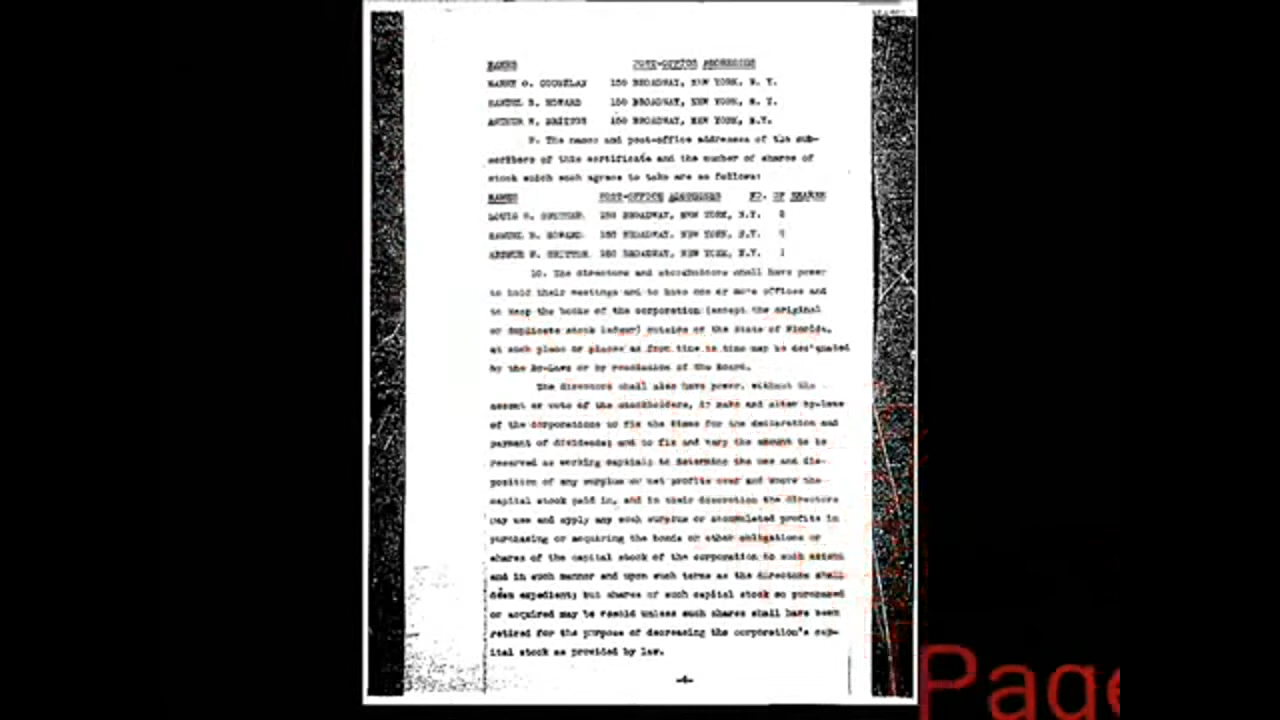 NAMES POST-OFFICE ADDRESSES
HARRY O. 150 BROADWAY, NEW YORK, N. Y.
SAMUEL B. HOWARD 150 BROADWAY, NEW YORK, N. Y.
ARTHUR W. BRITTON 150 BROADWAY, NEW YORK, N.Y.
9. The names and post-office addresses of the sub-
scribers of this certificate and the number of shares of
stock which each agrees to take are as follows:
NAMES POST-OFFICE ADDRESSES NO. OF SHARES
LOUIS 150 BROADWAY, NEW YORK, N.Y.
SAMUEL B. HOWARD 150 BROADWAY, NEW YORK, N.Y.
ARTHUR W. BRITTON 150 BROADWAY, NEW YORK, N.Y. 1
10. The directors and stockholders shall have power
to hold their meetings and to have one or more offices and
to keep the books of the corporation (except the original
or duplicate stock ledger) outside of the State of Florida,
at such place or places as from time to time may be designated
by the By-Laws or by resolution of the Board.
The directors shall also have power, without the
assent or vote of the stockholders, to make and alter by-laws
of the corporation; to fix the times for the declaration and
payment of dividends; and to fix and vary the amount to be
reserved as working capital; to determine the use and dis-
position of any surplus or net profits over and above the
capital stock paid in, and in their discretion the directors
may use and apply any such surplus or accumulated profits in
purchasing or acquiring the bonds or other obligations or
shares of the capital stock of the corporation to such extent
and in such manner and upon such terms as the directors shall
deem expedient; but shares of such capital stock so purchased
or acquired may be resold unless such shares shall have been
retired for the purpose of decreasing the corporation's cap-
ital stock as provided by law.
-4-
Page